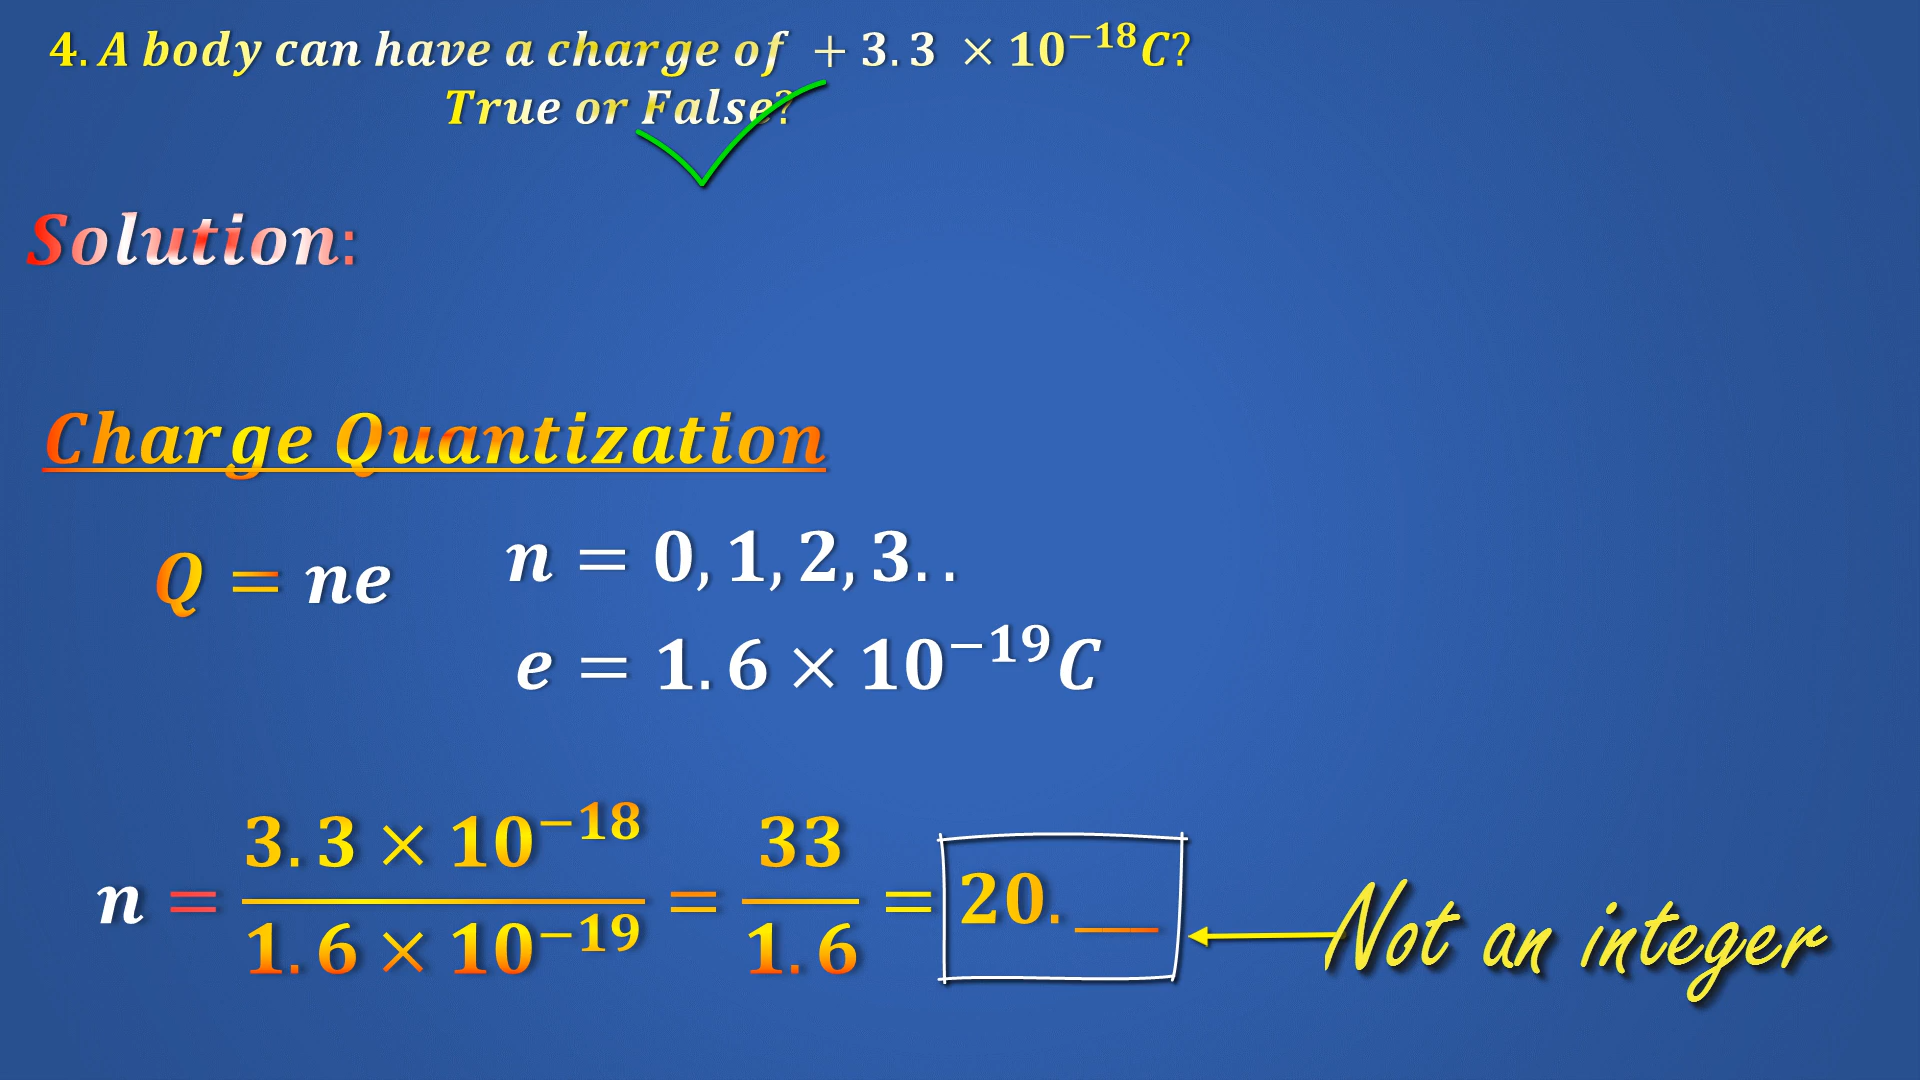 4. A body can have a charge of + 3.3 × 10⁻¹⁸C?
True or False?
Solution:
Charge Quantization
Q = ne
n = 0, 1, 2, 3. .
e = 1.6 × 10⁻¹⁹C
n = 3.3 × 10⁻¹⁸ / 1.6 × 10⁻¹⁹ = 33 / 1.6 = 20. __
Not an integer